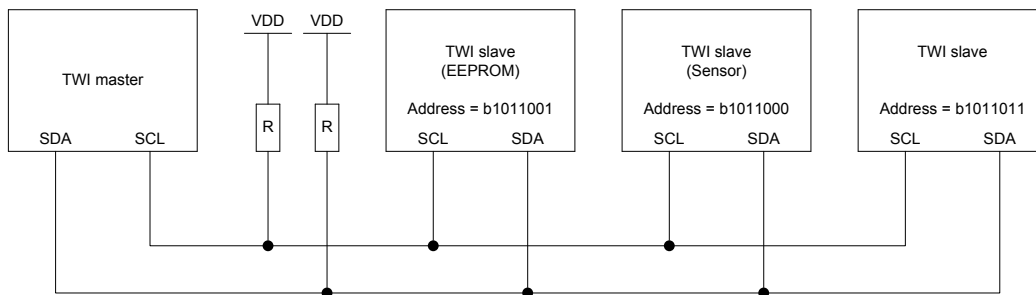 VDD VDD
TWI master
R R
SDA SCL
TWI slave
(EEPROM)
Address = b1011001
SCL SDA
TWI slave
(Sensor)
Address = b1011000
SCL SDA
TWI slave
Address = b1011011
SCL SDA